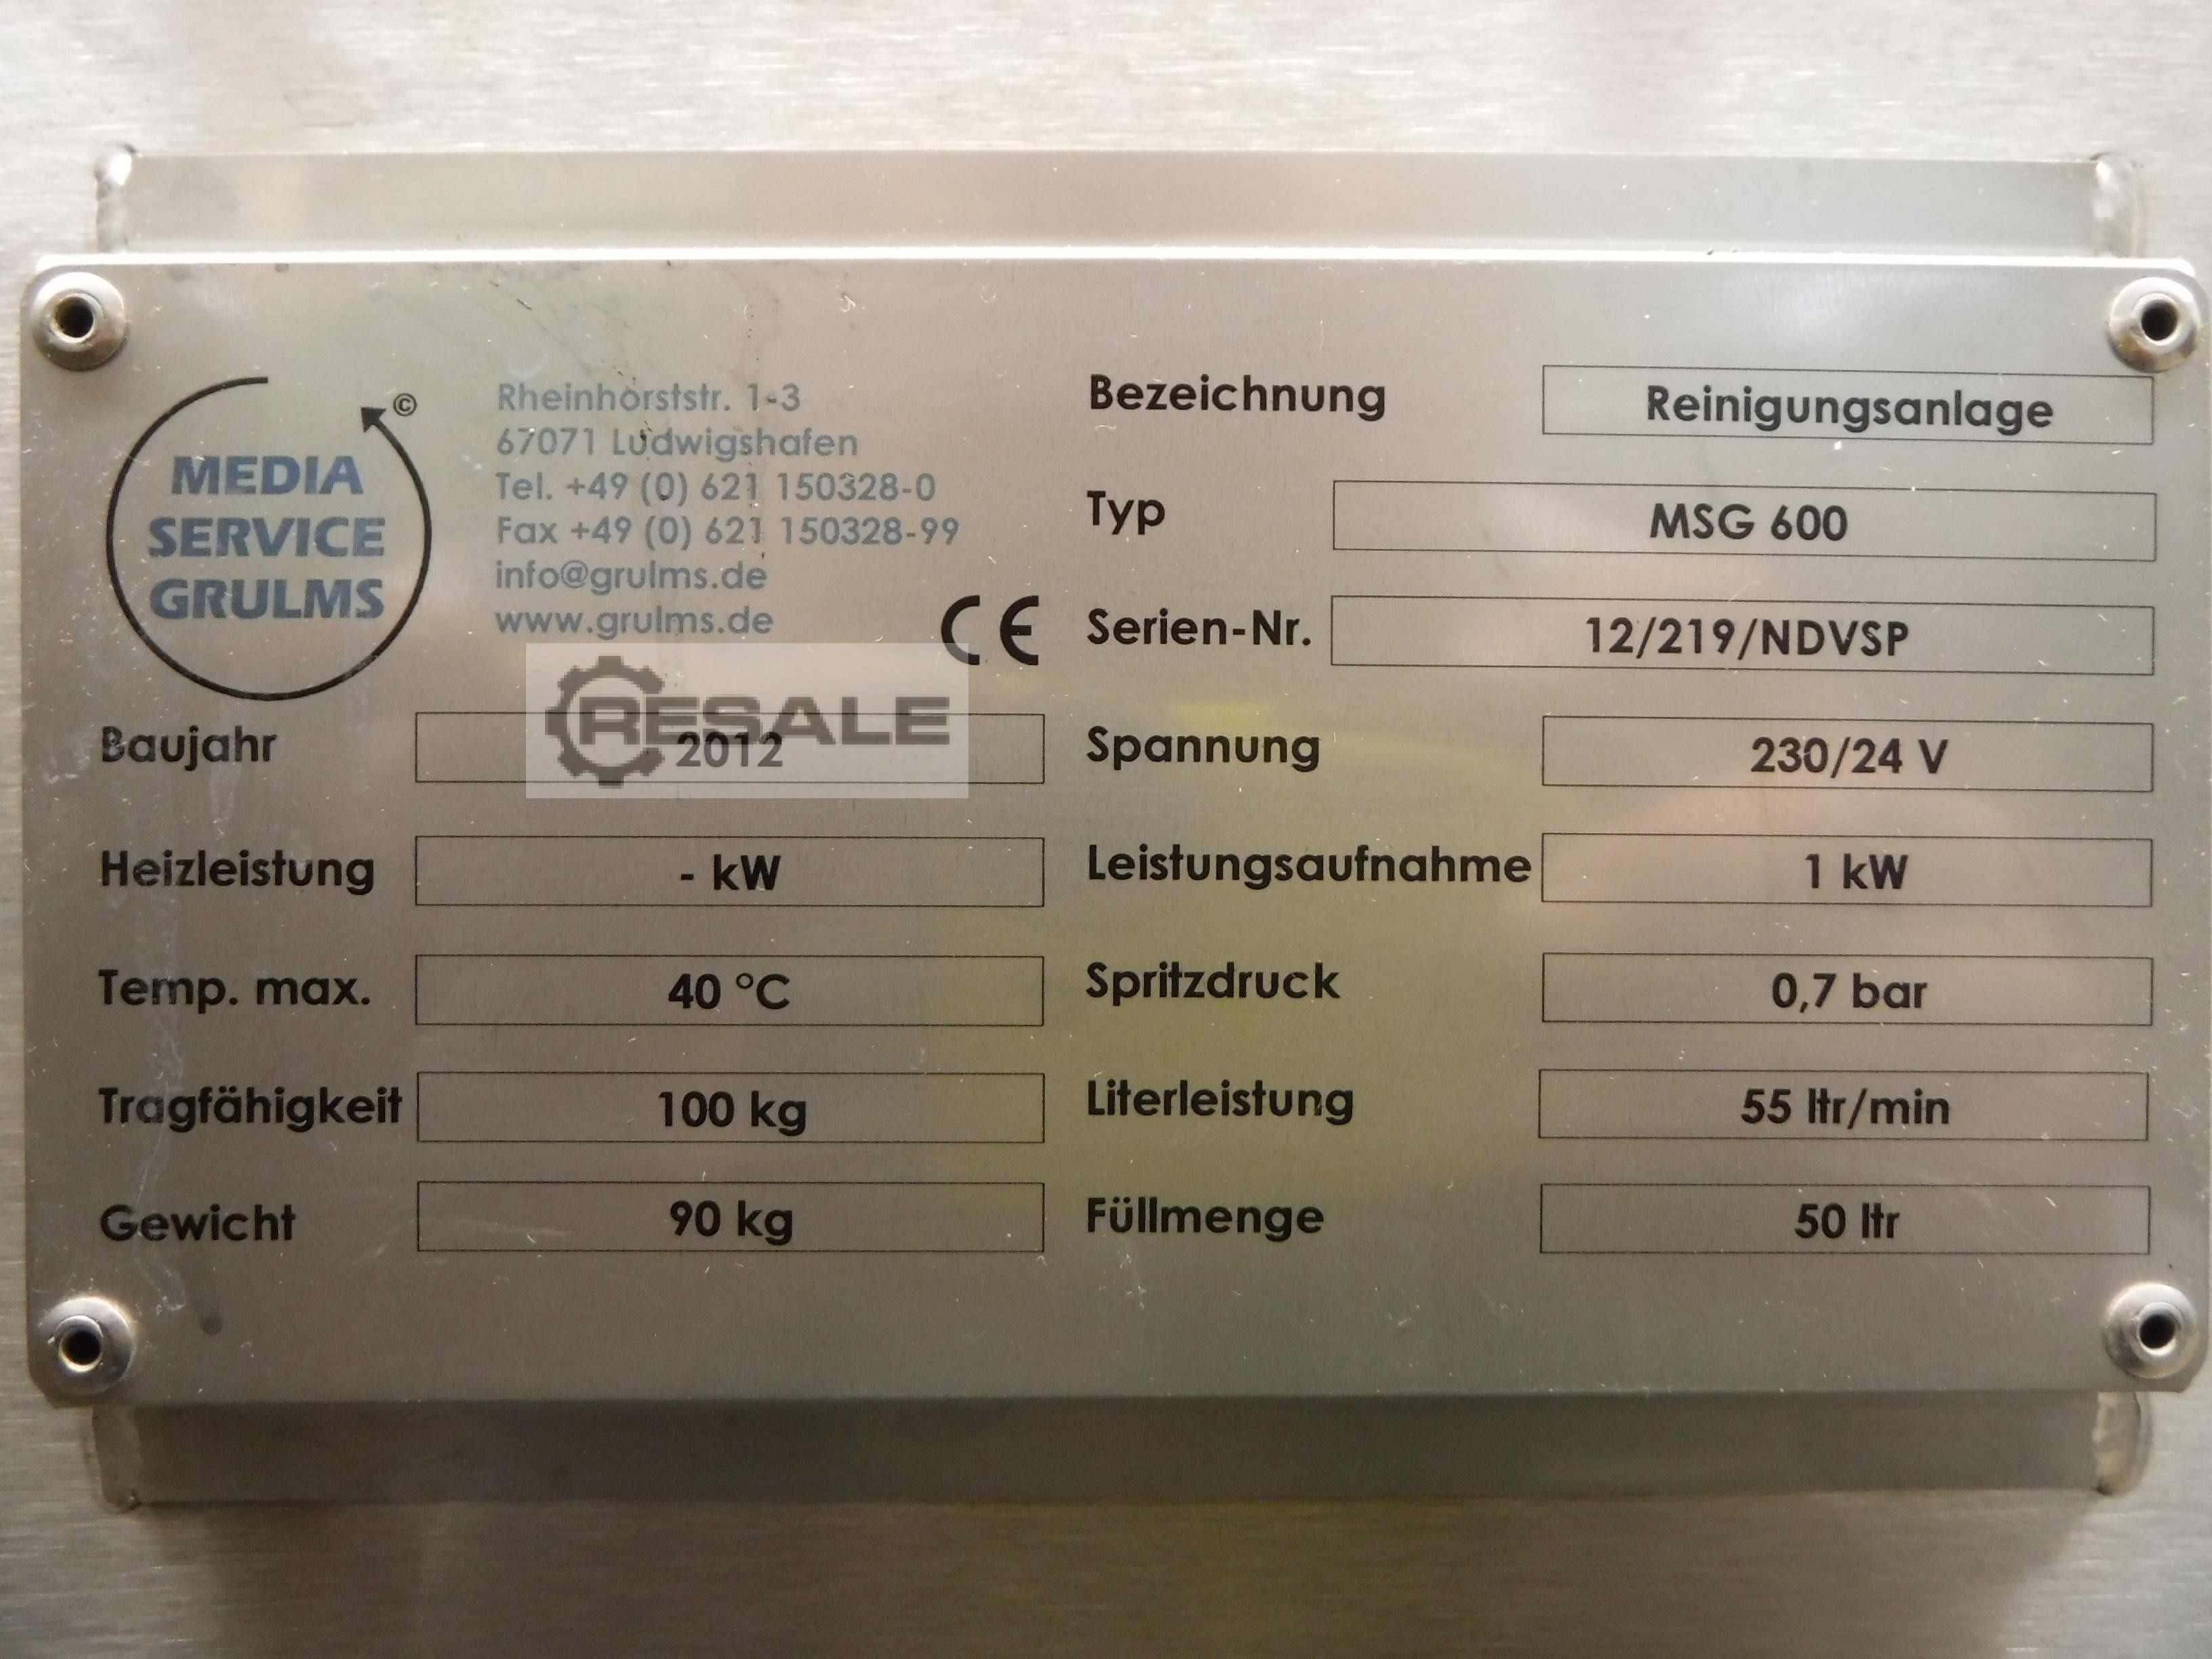 MEDIA
SERVICE
GRULMS
©
Rheinhorststr. 1-3
67071 Ludwigshafen
Tel. +49 (0) 621 150328-0
Fax +49 (0) 621 150328-99
info@grulms.de
www.grulms.de
CE
RESALE
Baujahr 2012
Heizleistung - kW
Temp. max. 40 °C
Tragfähigkeit 100 kg
Gewicht 90 kg
Bezeichnung Reinigungsanlage
Typ MSG 600
Serien-Nr. 12/219/NDVSP
Spannung 230/24 V
Leistungsaufnahme 1 kW
Spritzdruck 0,7 bar
Literleistung 55 ltr/min
Füllmenge 50 ltr